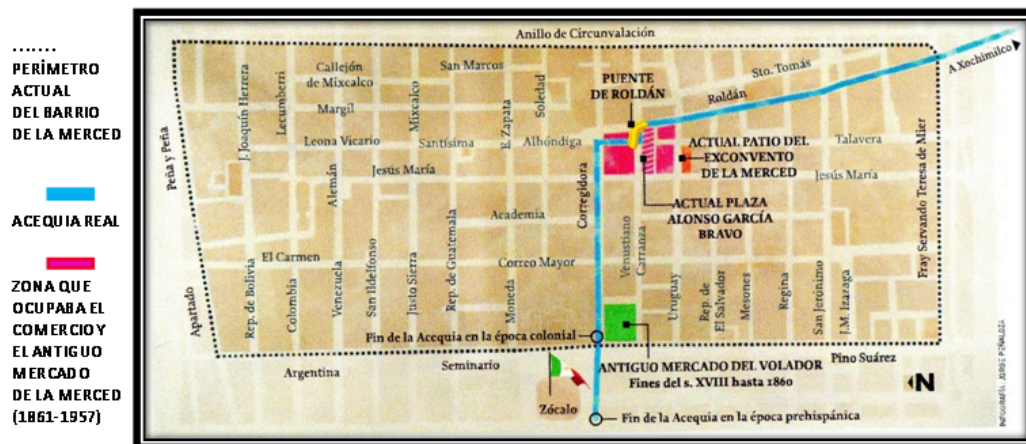 .......
PERÍMETRO
ACTUAL
DEL BARRIO
DE LA MERCED
ACEQUIA REAL
ZONA QUE
OCUPABA EL
COMERCIO Y
EL ANTIGUO
MERCADO
DE LA MERCED
(1861-1957)
Anillo de Circunvalación
A Xochimilco
Callejón
de Mixcalco
San Marcos
Soledad
PUENTE
DE ROLDÁN
Sto. Tomás
Roldán
J. Joaquín Herrera
Lecumberri
Margil
Mixcalco
E. Zapata
Peña y Peña
Leona Vicario
Santísima
Alhóndiga
ACTUAL PATIO DEL
EXCONVENTO
DE LA MERCED
Talavera
Alemán
Jesús María
Jesús María
Corregidora
ACTUAL PLAZA
ALONSO GARCÍA
BRAVO
Fray Servando Teresa de Mier
Academia
Venustiano
Carranza
El Carmen
Correo Mayor
Apartado
Rep. de Bolivia
Colombia
Venezuela
San Ildefonso
Justo Sierra
Rep. de Guatemala
Moneda
Uruguay
Rep. de
El Salvador
Mesones
Regina
San Jerónimo
J.M. Izazaga
Fin de la Acequia en la época colonial
Argentina
Seminario
ANTIGUO MERCADO DEL VOLADOR
Fines del s. XVIII hasta 1860
Pino Suárez
N
Zócalo
Fin de la Acequia en la época prehispánica
INFOGRAFÍA: JORGE PEÑALOZA